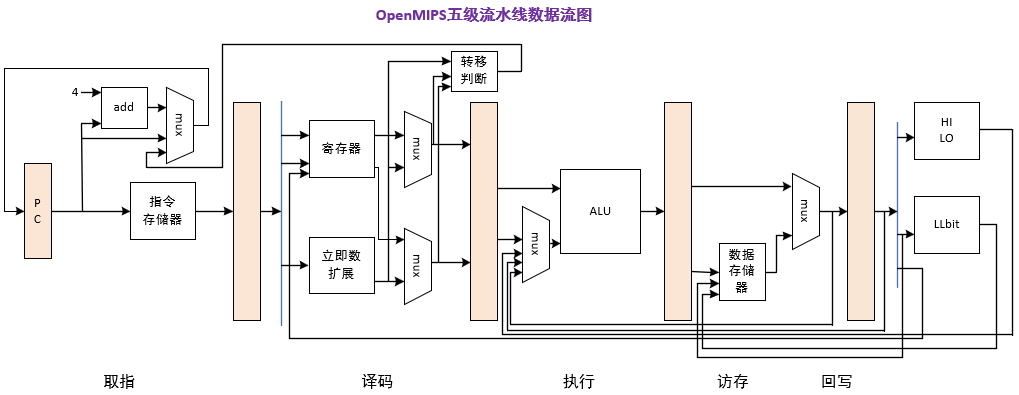 OpenMIPS五级流水线数据流图
转移
判断
4
add
mux
HI
LO
寄存器
mux
P
C
指令
存储器
ALU
mux
LLbit
立即数
扩展
mux
mux
数据
存储
器
取指
译码
执行
访存
回写